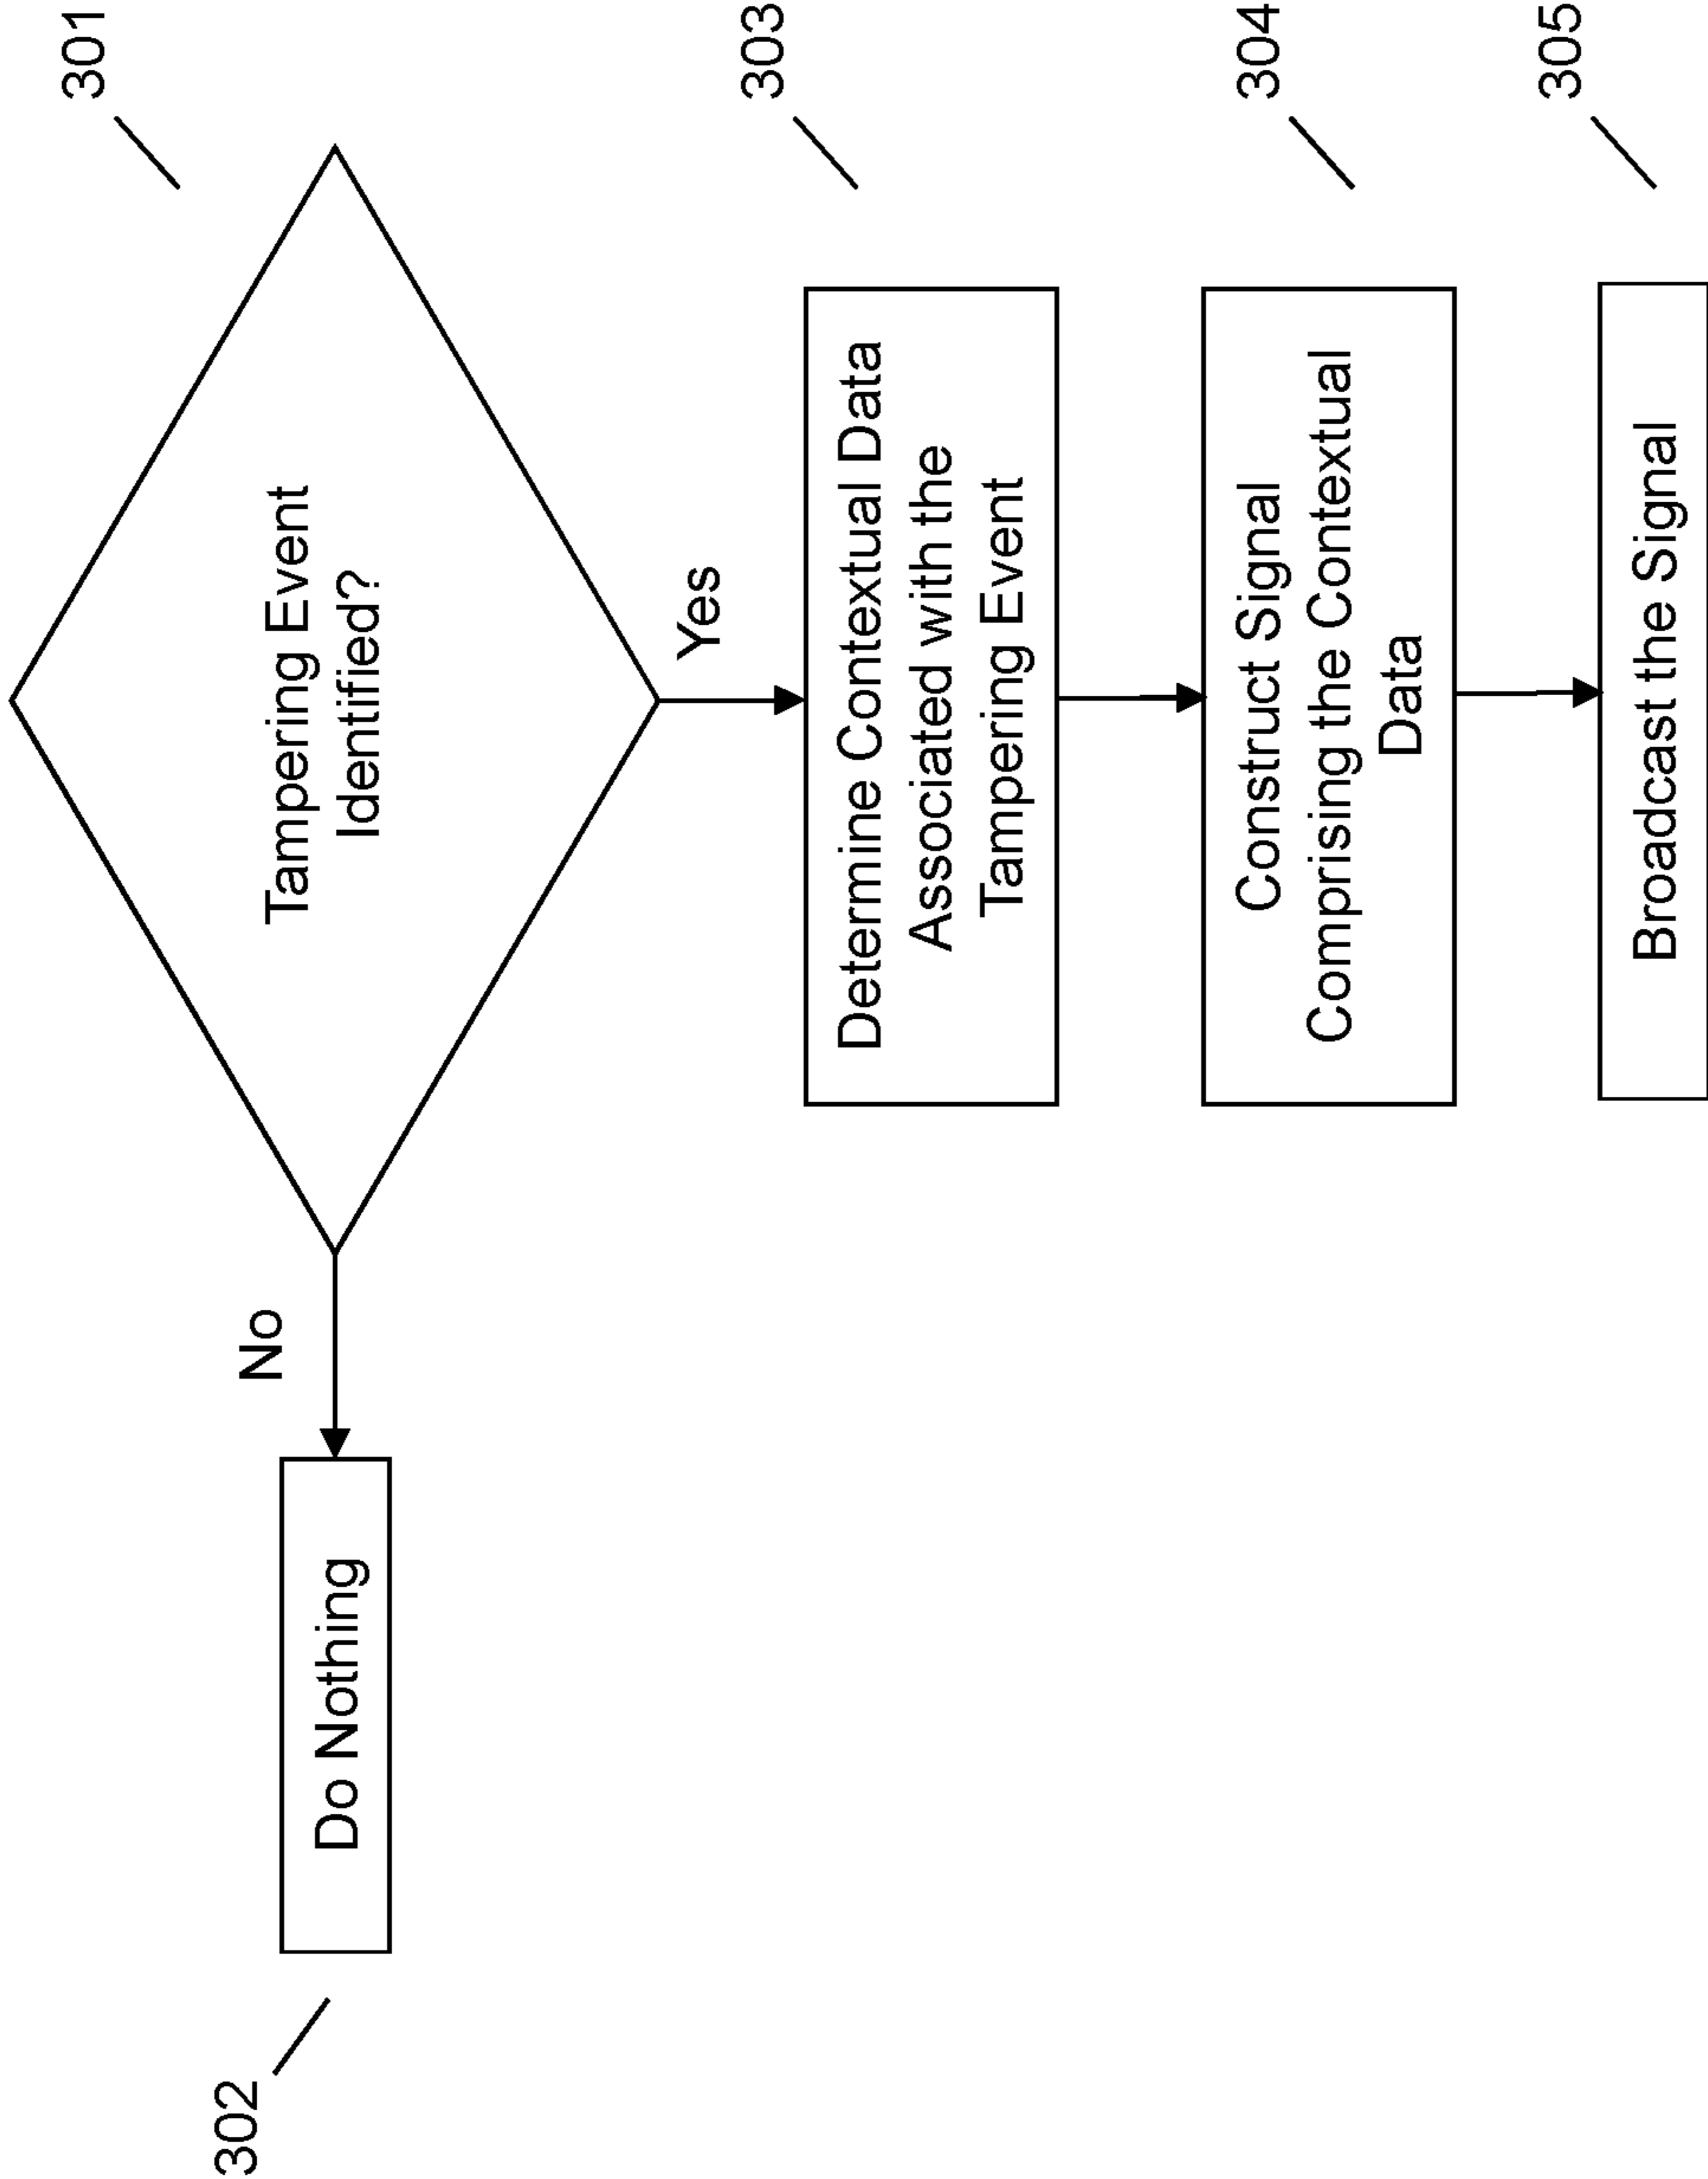 301
Tampering Event
Identified?
No
Do Nothing
302
Yes
303
Determine Contextual Data
Associated with the
Tampering Event
304
Construct Signal
Comprising the Contextual
Data
305
Broadcast the Signal